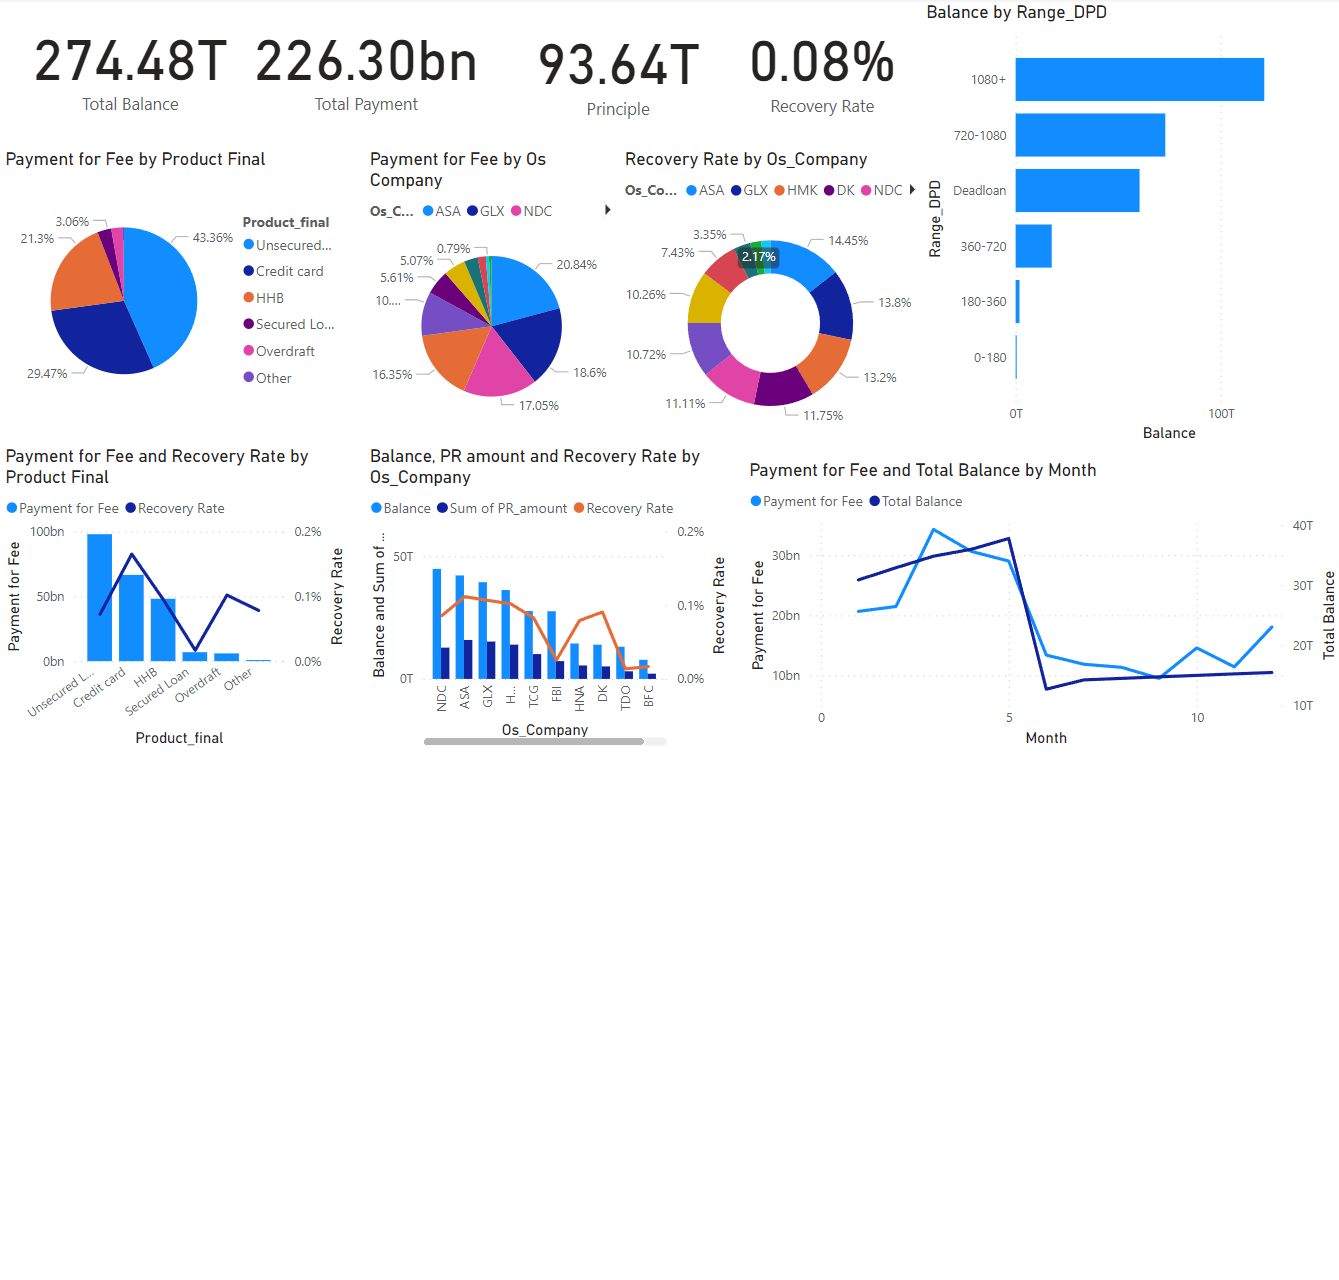 274.48T
Total Balance
226.30bn
Total Payment
93.64T
Principle
0.08%
Recovery Rate
Balance by Range_DPD
Range_DPD
1080+
720-1080
Deadloan
360-720
180-360
0-180
0T
100T
Balance
Payment for Fee by Product Final
3.06%
21.3%
43.36%
29.47%
Product_final
Unsecured...
Credit card
HHB
Secured Lo...
Overdraft
Other
Payment for Fee by Os
Company
Os_C...
ASA
GLX
NDC
0.79%
5.07%
5.61%
10....
16.35%
20.84%
18.6%
17.05%
Recovery Rate by Os_Company
Os_Co...
ASA
GLX
HMK
DK
NDC
3.35%
2.17%
7.43%
10.26%
10.72%
11.11%
14.45%
13.8%
13.2%
11.75%
Payment for Fee and Recovery Rate by
Product Final
Payment for Fee
Recovery Rate
Payment for Fee
100bn
50bn
0bn
0.2%
0.1%
0.0%
Recovery Rate
Unsecured L...
Credit card
HHB
Secured Loan
Overdraft
Other
Product_final
Balance, PR amount and Recovery Rate by
Os_Company
Balance
Sum of PR_amount
Recovery Rate
Balance and Sum of ...
50T
0T
0.2%
0.1%
0.0%
Recovery Rate
NDC
ASA
GLX
H...
TCG
FBI
HNA
DK
TDO
BFC
Os_Company
Payment for Fee and Total Balance by Month
Payment for Fee
Total Balance
Payment for Fee
30bn
20bn
10bn
40T
30T
20T
10T
Total Balance
0
5
10
Month